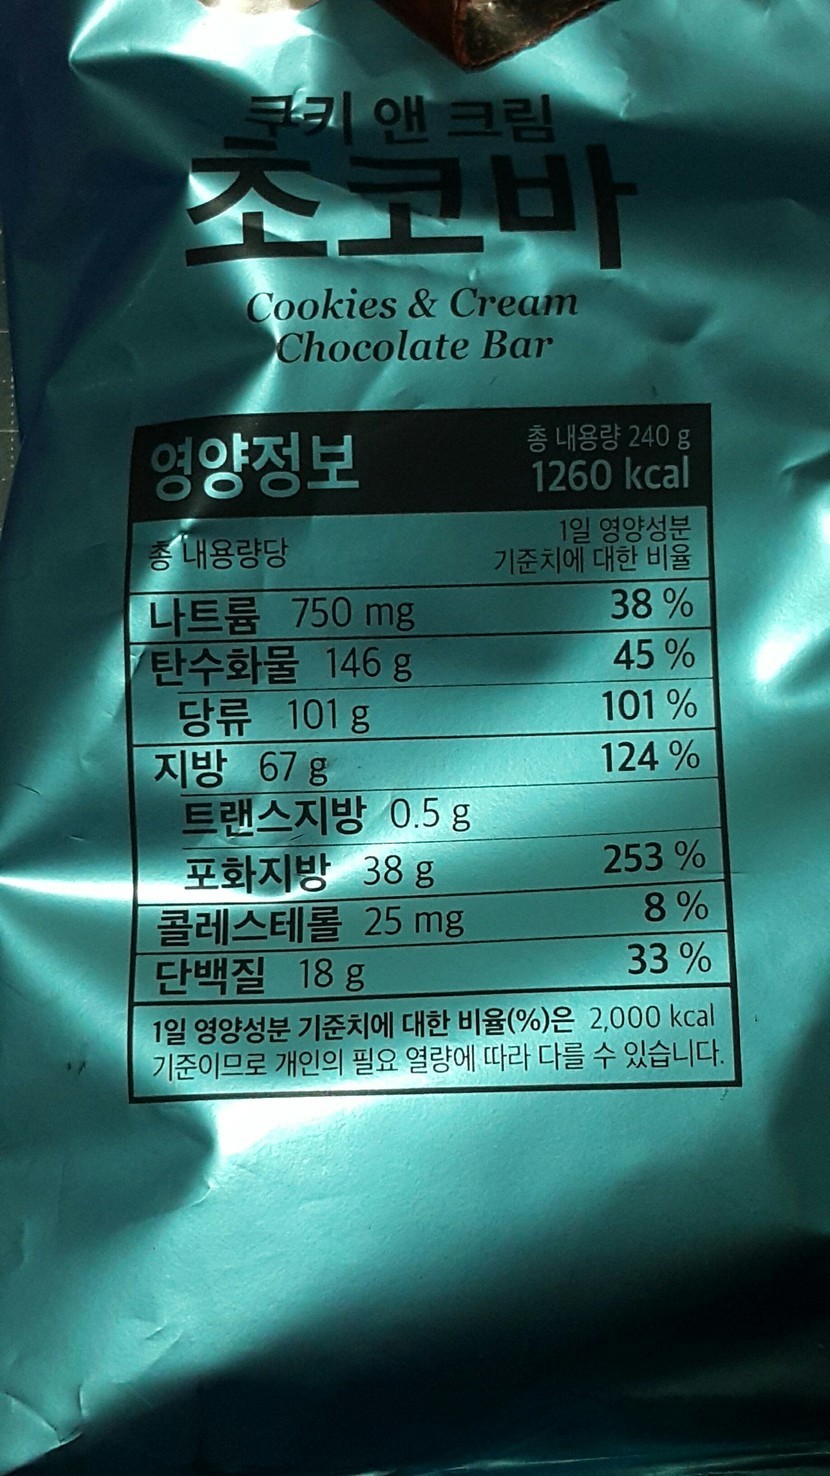 쿠키 앤 크림
초코바
Cookies & Cream
Chocolate Bar
영양정보
총 내용량 240 g
1260 kcal
총 내용량당
1일 영양성분
기준치에 대한 비율
나트륨 750 mg 38 %
탄수화물 146 g 45 %
당류 101 g 101 %
지방 67 g 124 %
트랜스지방 0.5 g
포화지방 38 g 253 %
콜레스테롤 25 mg 8 %
단백질 18 g 33 %
1일 영양성분 기준치에 대한 비율(%)은 2,000 kcal
기준이므로 개인의 필요 열량에 따라 다를 수 있습니다.